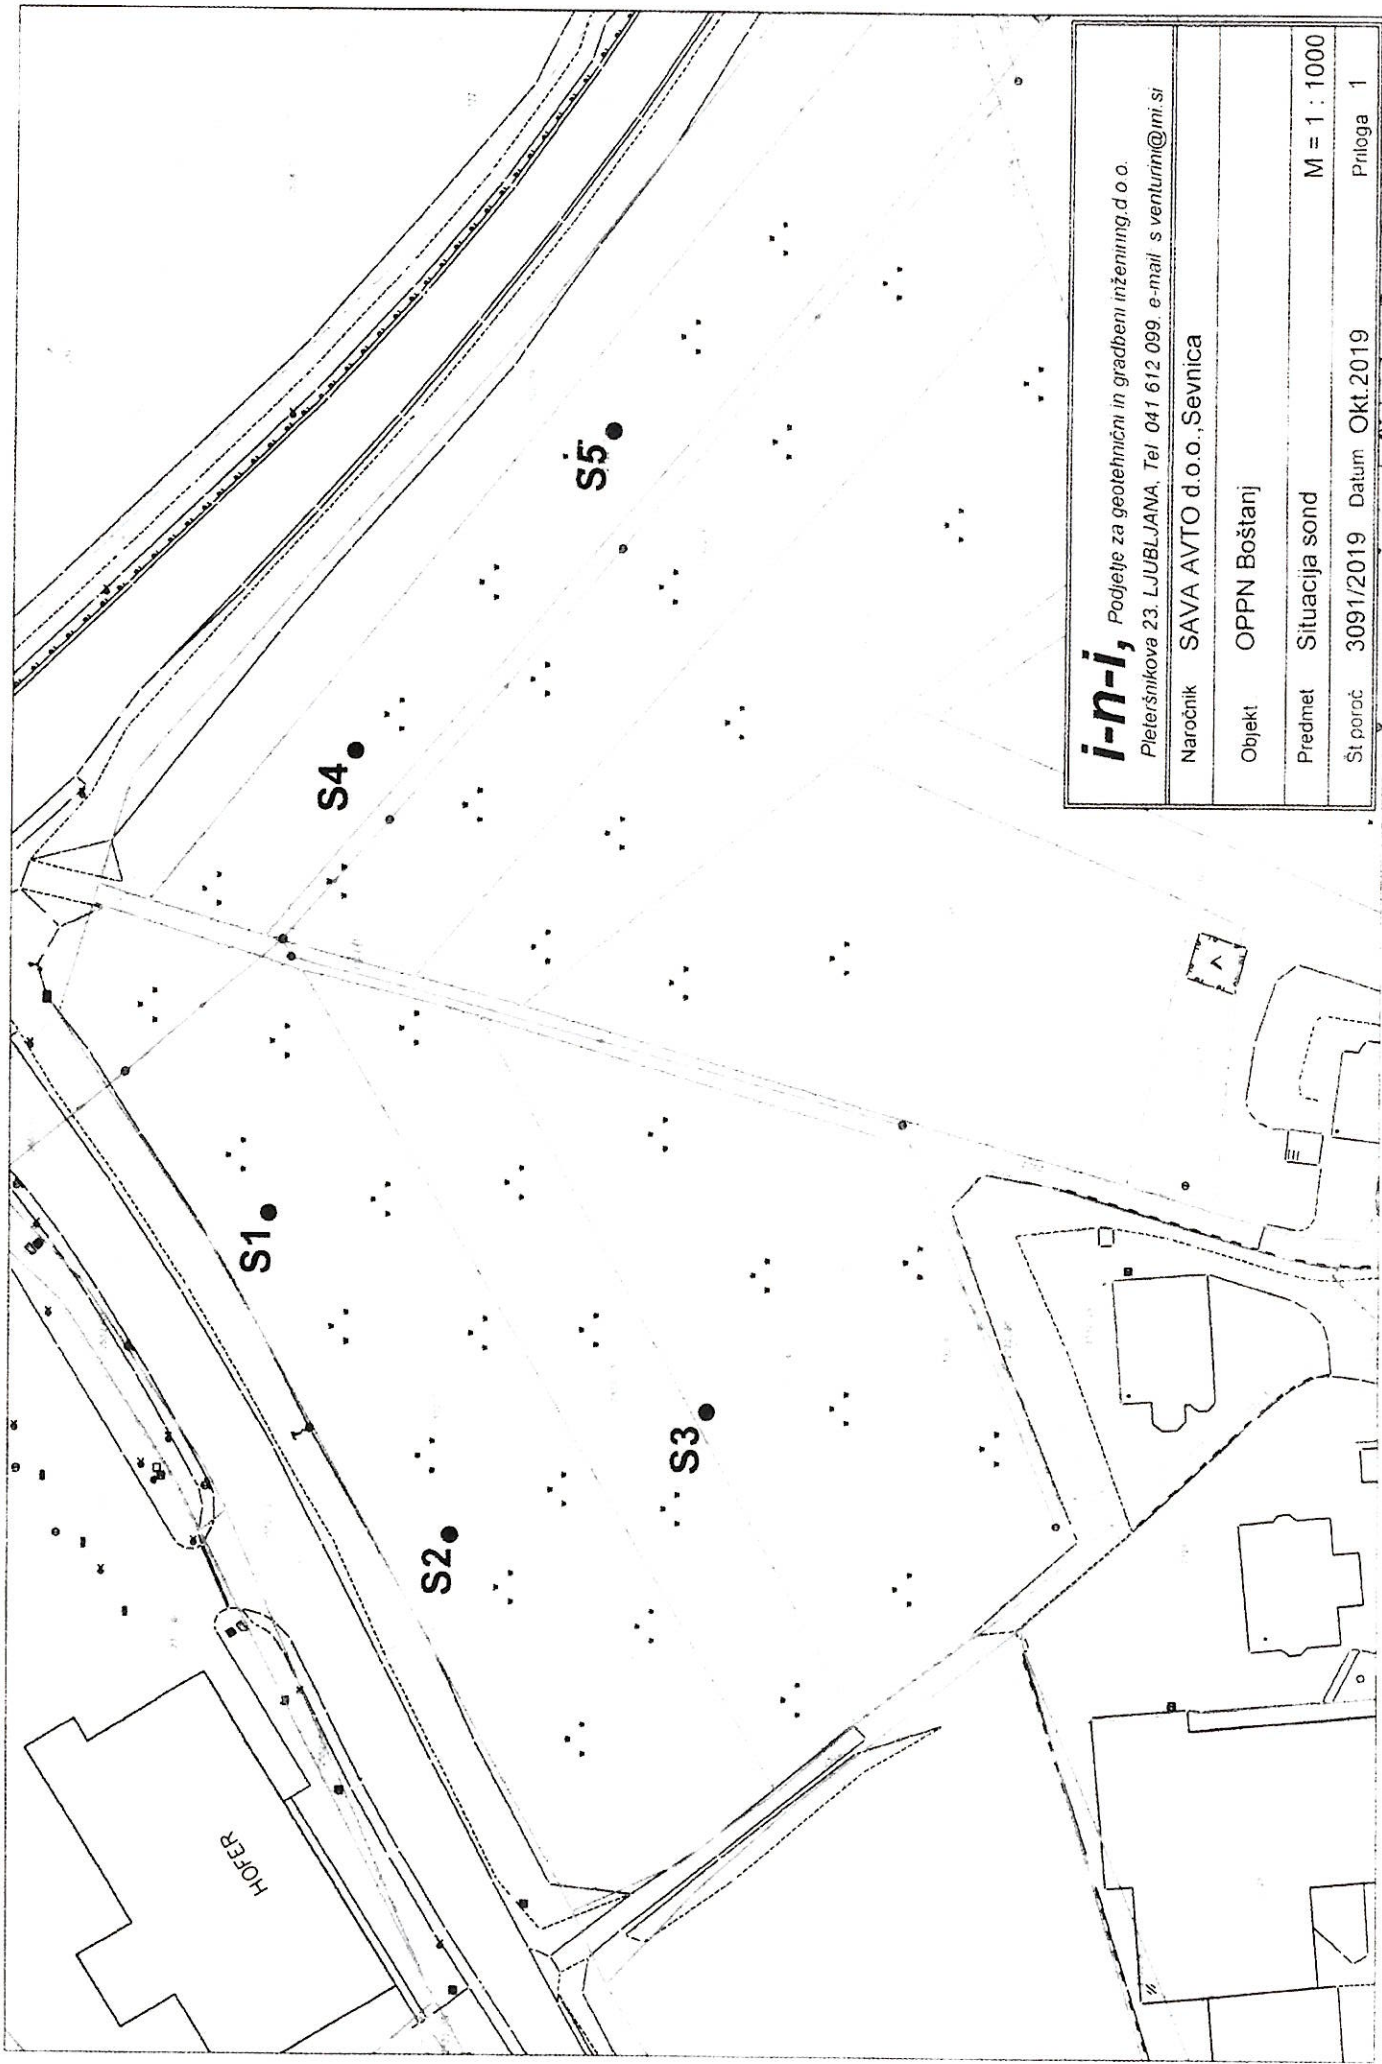 S1
S2
S3
S4
S5
HOFER
i-n-i, Podjetje za geotehnični in gradbeni inženiring,d.o.o.
Pleteršnikova 23. LJUBLJANA, Tel 041 612 099. e-mail s venturini@ini.si
Naročnik SAVA AVTO d.o.o.,Sevnica
Objekt OPPN Boštanj
Predmet Situacija sond M = 1 : 1000
Št poroč 3091/2019 Datum Okt.2019 Priloga 1